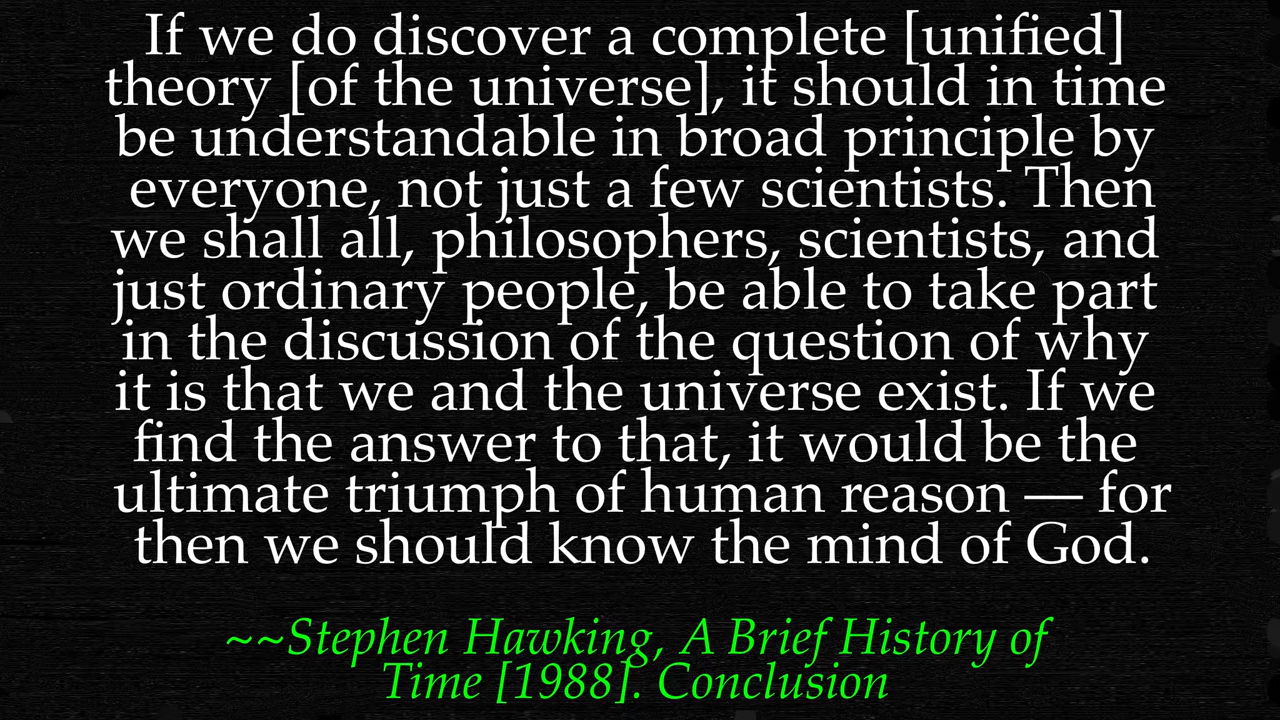 If we do discover a complete [unified]
theory [of the universe], it should in time
be understandable in broad principle by
everyone, not just a few scientists. Then
we shall all, philosophers, scientists, and
just ordinary people, be able to take part
in the discussion of the question of why
it is that we and the universe exist. If we
find the answer to that, it would be the
ultimate triumph of human reason — for
then we should know the mind of God.
~~Stephen Hawking, A Brief History of
Time [1988]. Conclusion